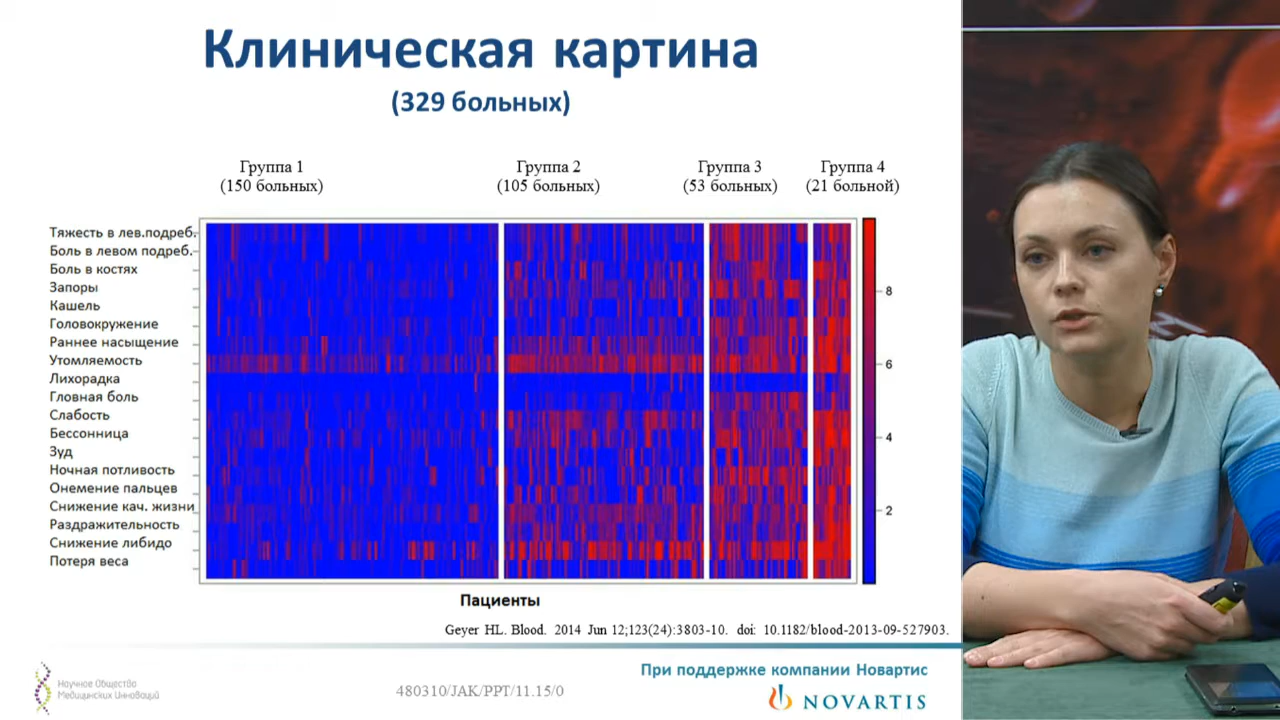 Клиническая картина
(329 больных)
Группа 1
(150 больных)
Группа 2
(105 больных)
Группа 3
(53 больных)
Группа 4
(21 больной)
Тяжесть в лев.подреб.
Боль в левом подреб.
Боль в костях
Запоры
Кашель
Головокружение
Раннее насыщение
Утомляемость
Лихорадка
Гловная боль
Слабость
Бессонница
Зуд
Ночная потливость
Онемение пальцев
Снижение кач. жизни
Раздражительность
Снижение либидо
Потеря веса
8
6
4
2
Пациенты
Geyer HL. Blood. 2014 Jun 12;123(24):3803-10. doi: 10.1182/blood-2013-09-527903.
При поддержке компании Новартис
Научное Общество
Медицинских Инноваций
480310/JAK/PPT/11.15/0
NOVARTIS